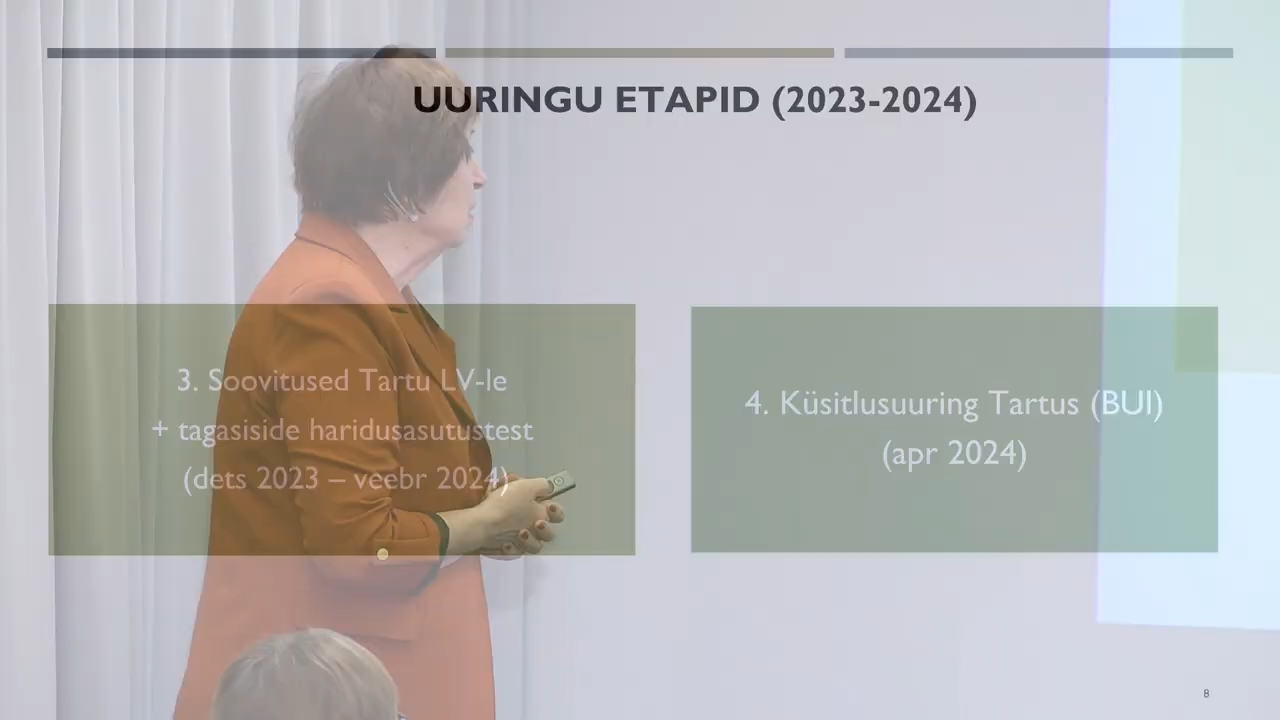 UURINGU ETAPID (2023-2024)
3. Soovitused Tartu LV-le
+ tagasiside haridusasutustest
(dets 2023 – veebr 2024)
4. Küsitlusuuring Tartus (BUI)
(apr 2024)
8